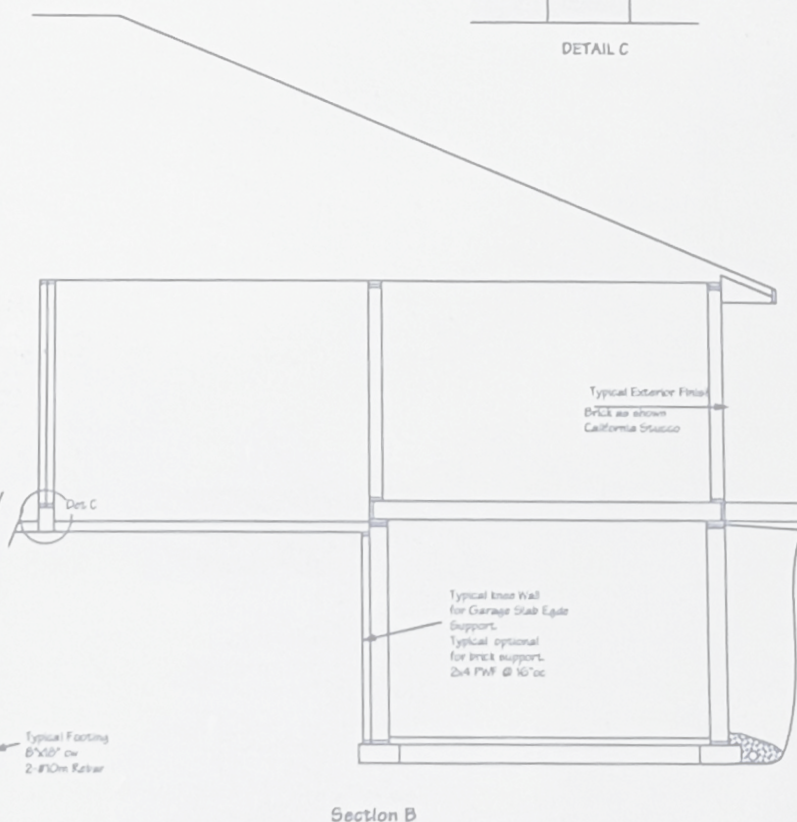 DETAIL C
Typical Exterior Finish
Brick as shown
California Stucco
Det C
Typical knee Wall
for Garage Slab Egde
Support
Typical optional
for brick support
2x4 PWF @ 16"oc
Typical Footing
8"x18" cw
2-#10m Rebar
Section B